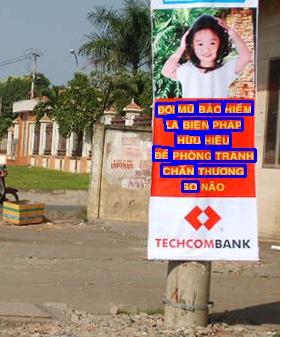 ĐỘI MŨ BẢO HIỂM
LÀ BIỆN PHÁP
HỮU HIỆU
ĐỂ PHÒNG TRÁNH
CHẤN THƯƠNG
SỌ NÃO
TECHCOMBANK